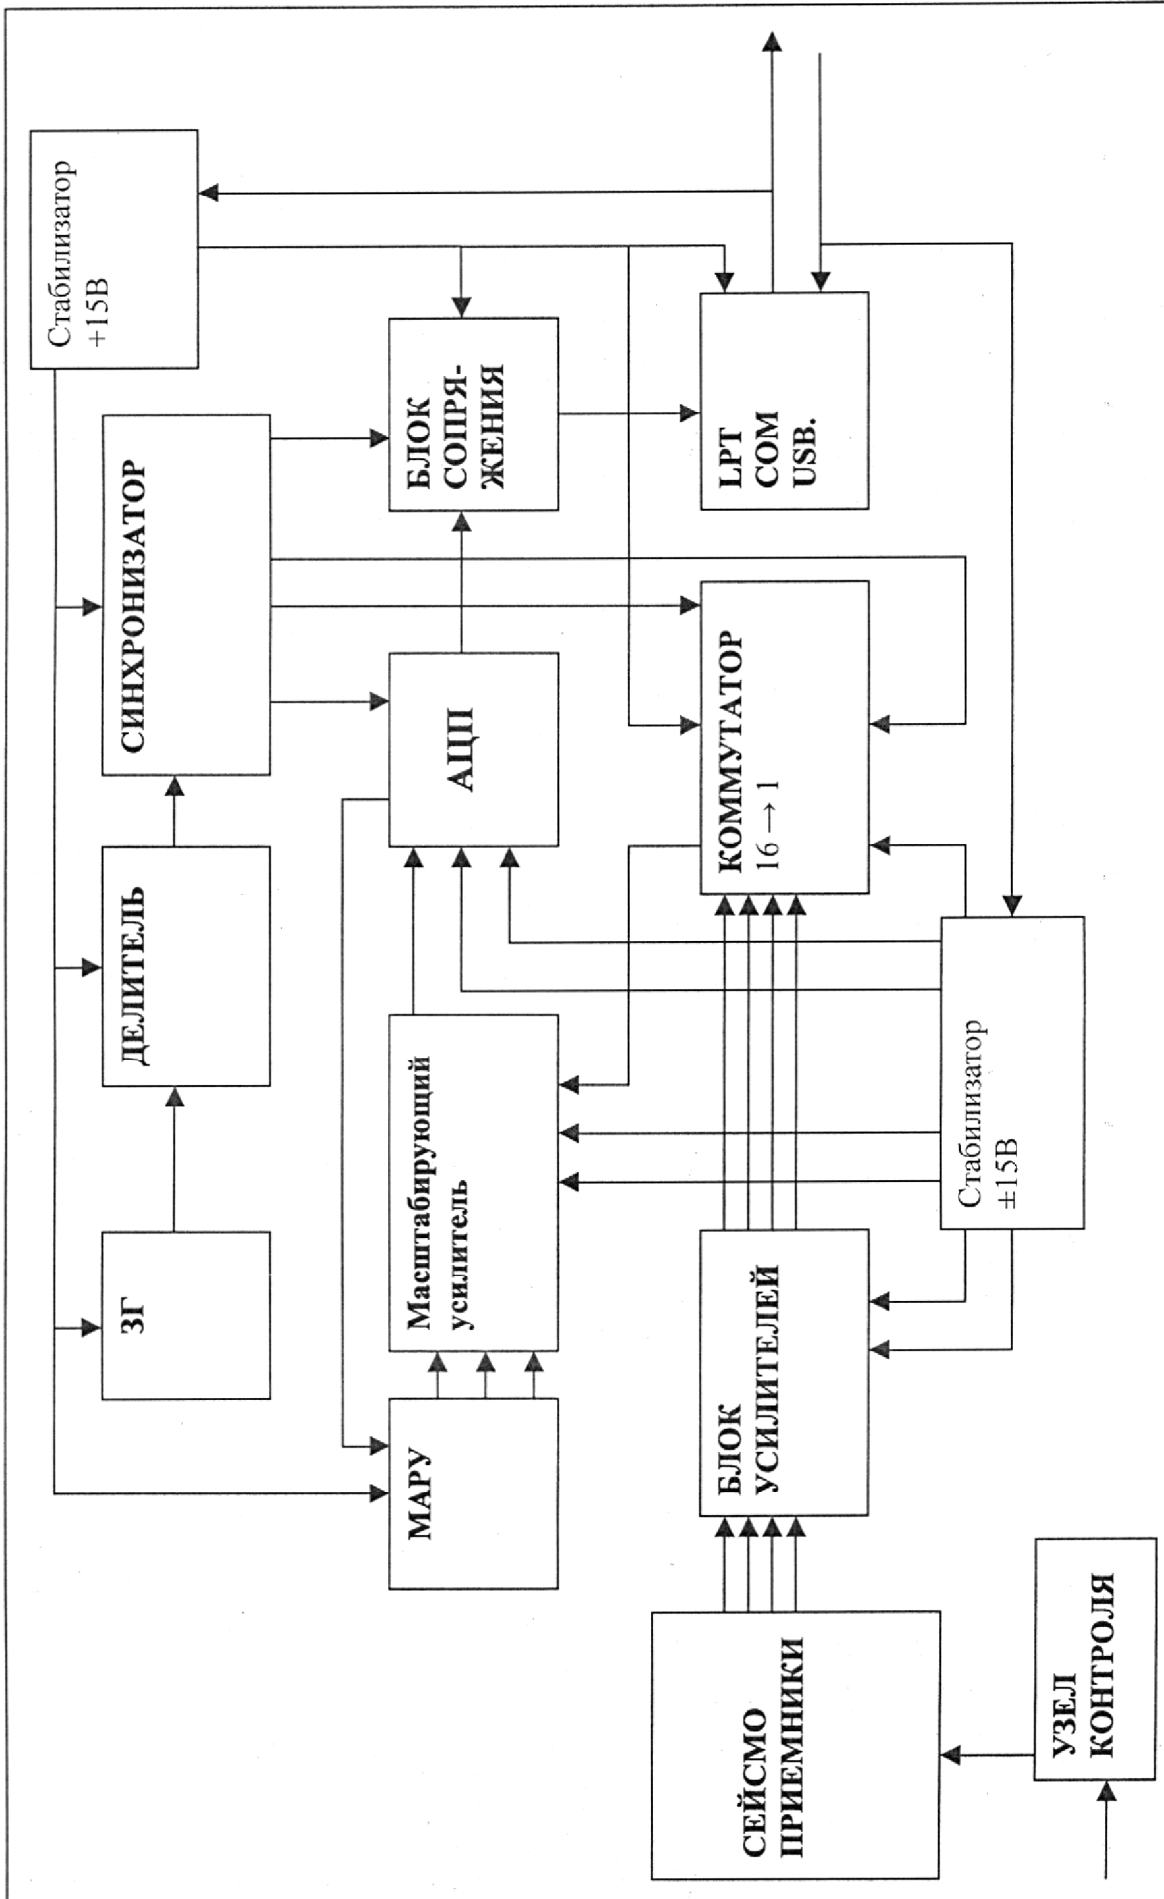 Стабилизатор
+15В
ЗГ
ДЕЛИТЕЛЬ
СИНХРОНИЗАТОР
МАРУ
Масштабирующий
усилитель
АЦП
БЛОК
СОПРЯ-
ЖЕНИЯ
СЕЙСМО
ПРИЕМНИКИ
БЛОК
УСИЛИТЕЛЕЙ
КОММУТАТОР
16 → 1
LPT
COM
USB.
Стабилизатор
±15В
УЗЕЛ
КОНТРОЛЯ